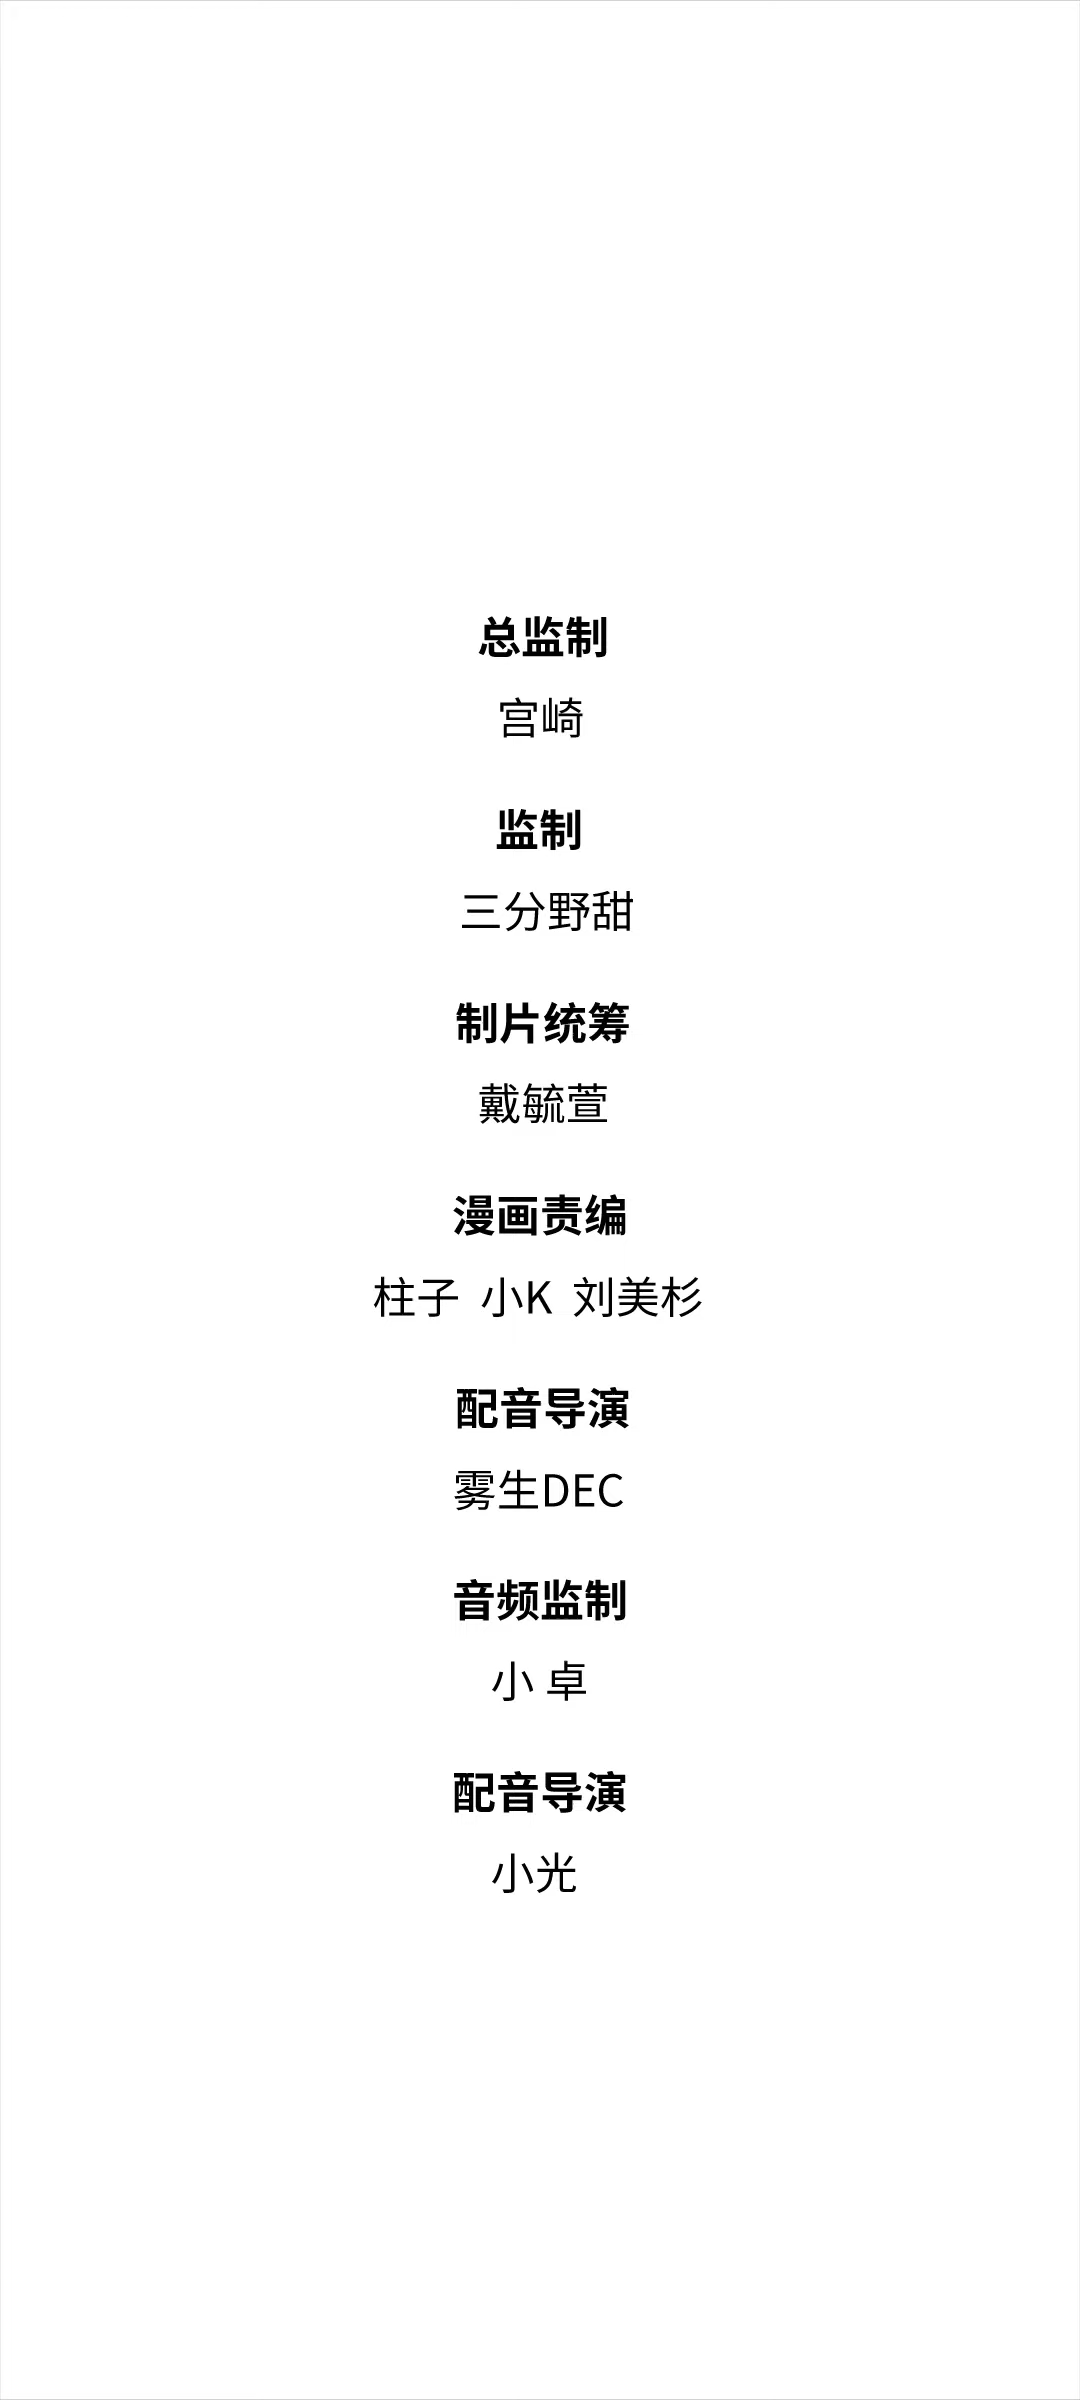 总监制
宫崎
监制
三分野甜
制片统筹
戴毓萱
漫画责编
柱子 小K 刘美杉
配音导演
雾生DEC
音频监制
小 卓
配音导演
小光